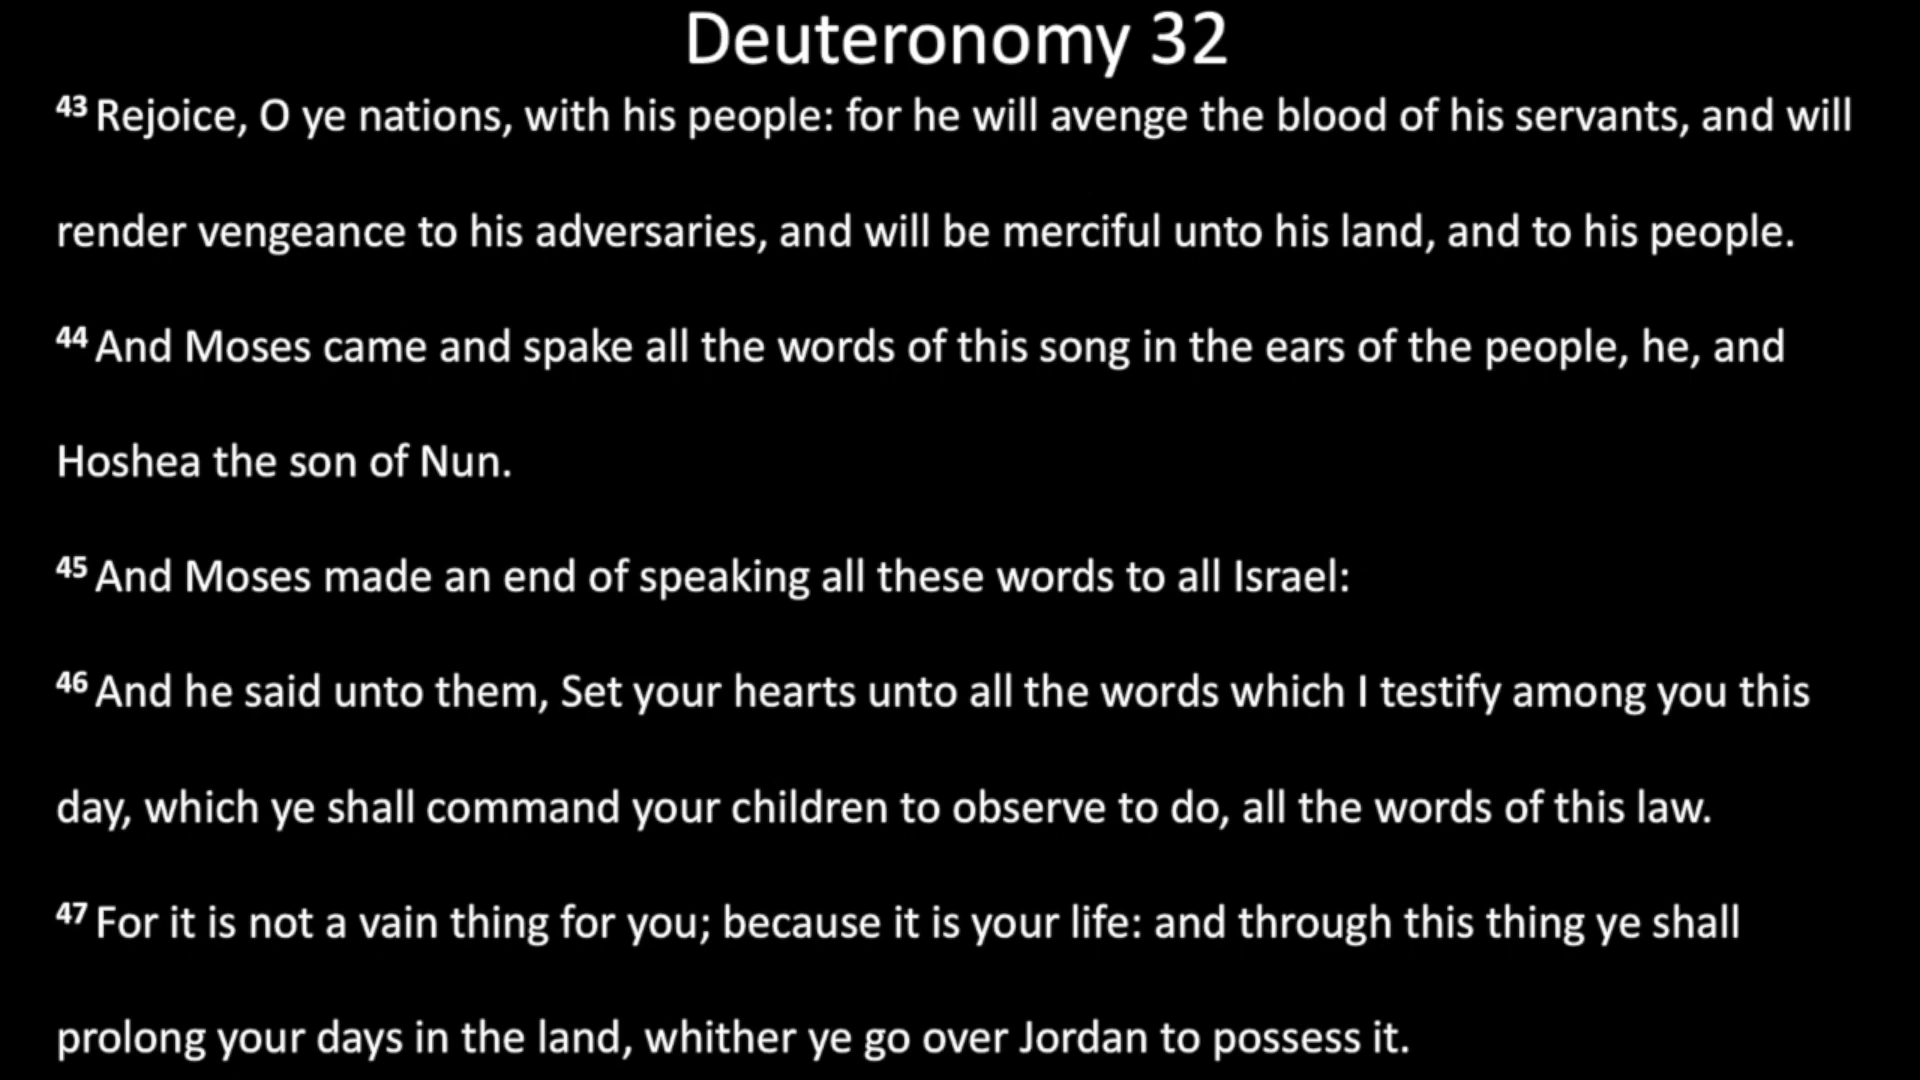 Deuteronomy 32
43 Rejoice, O ye nations, with his people: for he will avenge the blood of his servants, and will
render vengeance to his adversaries, and will be merciful unto his land, and to his people.
44 And Moses came and spake all the words of this song in the ears of the people, he, and
Hoshea the son of Nun.
45 And Moses made an end of speaking all these words to all Israel:
46 And he said unto them, Set your hearts unto all the words which I testify among you this
day, which ye shall command your children to observe to do, all the words of this law.
47 For it is not a vain thing for you; because it is your life: and through this thing ye shall
prolong your days in the land, whither ye go over Jordan to possess it.